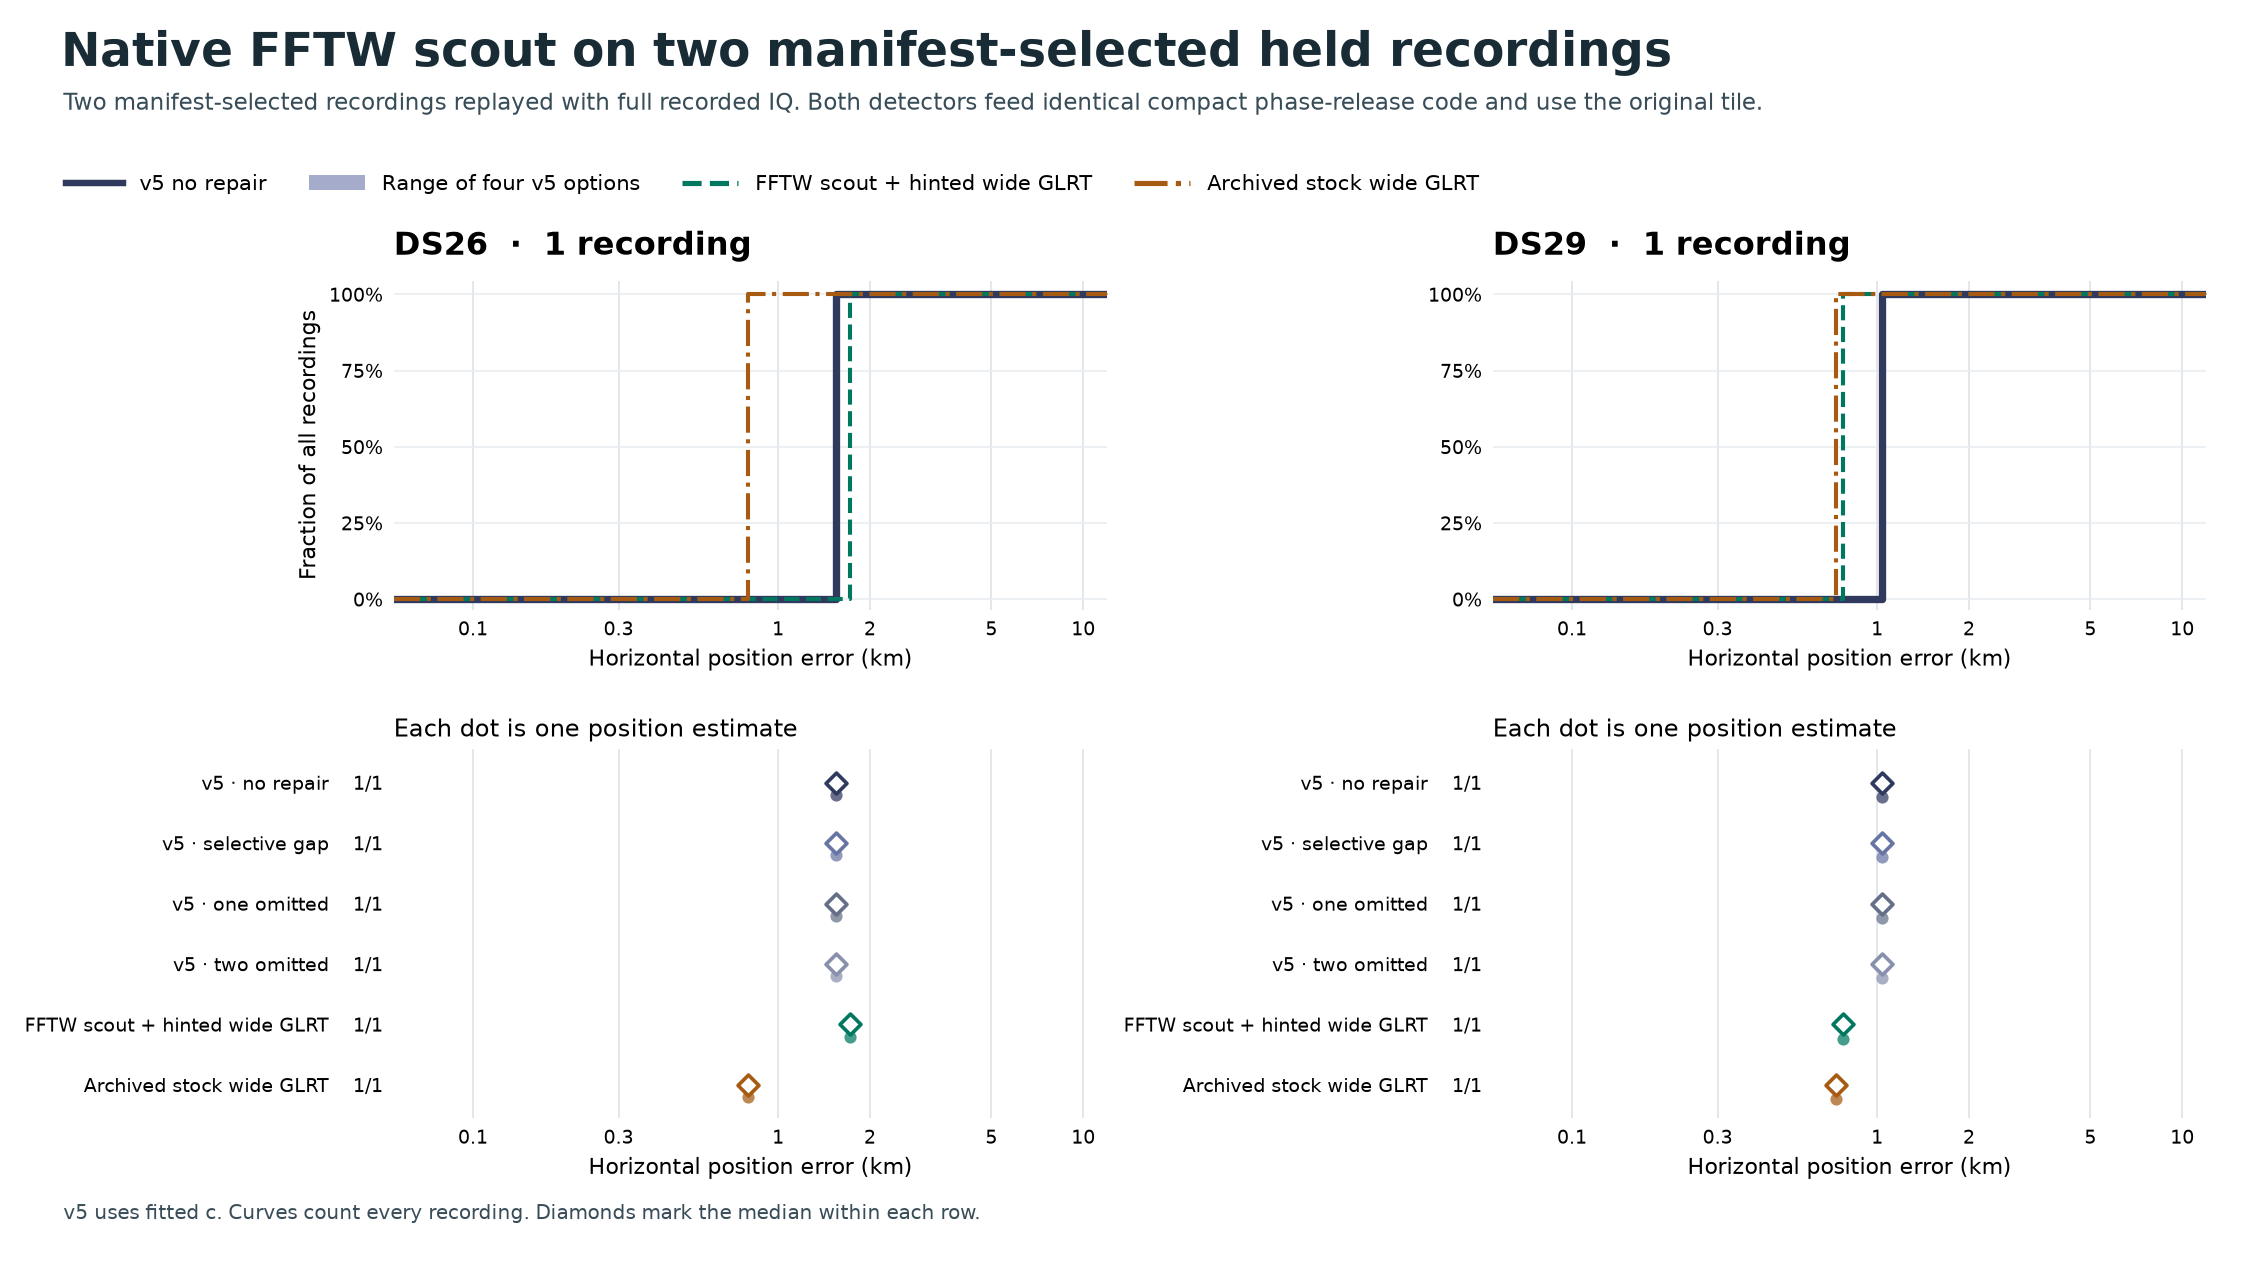 Native FFTW scout on two manifest-selected held recordings
Two manifest-selected recordings replayed with full recorded IQ. Both detectors feed identical compact phase-release code and use the original tile.
v5 no repair
Range of four v5 options
FFTW scout + hinted wide GLRT
Archived stock wide GLRT
DS26 · 1 recording
Fraction of all recordings
100%
75%
50%
25%
0%
0.1 0.3 1 2 5 10
Horizontal position error (km)
DS29 · 1 recording
100%
75%
50%
25%
0%
0.1 0.3 1 2 5 10
Horizontal position error (km)
Each dot is one position estimate
v5 · no repair 1/1
v5 · selective gap 1/1
v5 · one omitted 1/1
v5 · two omitted 1/1
FFTW scout + hinted wide GLRT 1/1
Archived stock wide GLRT 1/1
0.1 0.3 1 2 5 10
Horizontal position error (km)
Each dot is one position estimate
v5 · no repair 1/1
v5 · selective gap 1/1
v5 · one omitted 1/1
v5 · two omitted 1/1
FFTW scout + hinted wide GLRT 1/1
Archived stock wide GLRT 1/1
0.1 0.3 1 2 5 10
Horizontal position error (km)
v5 uses fitted c. Curves count every recording. Diamonds mark the median within each row.